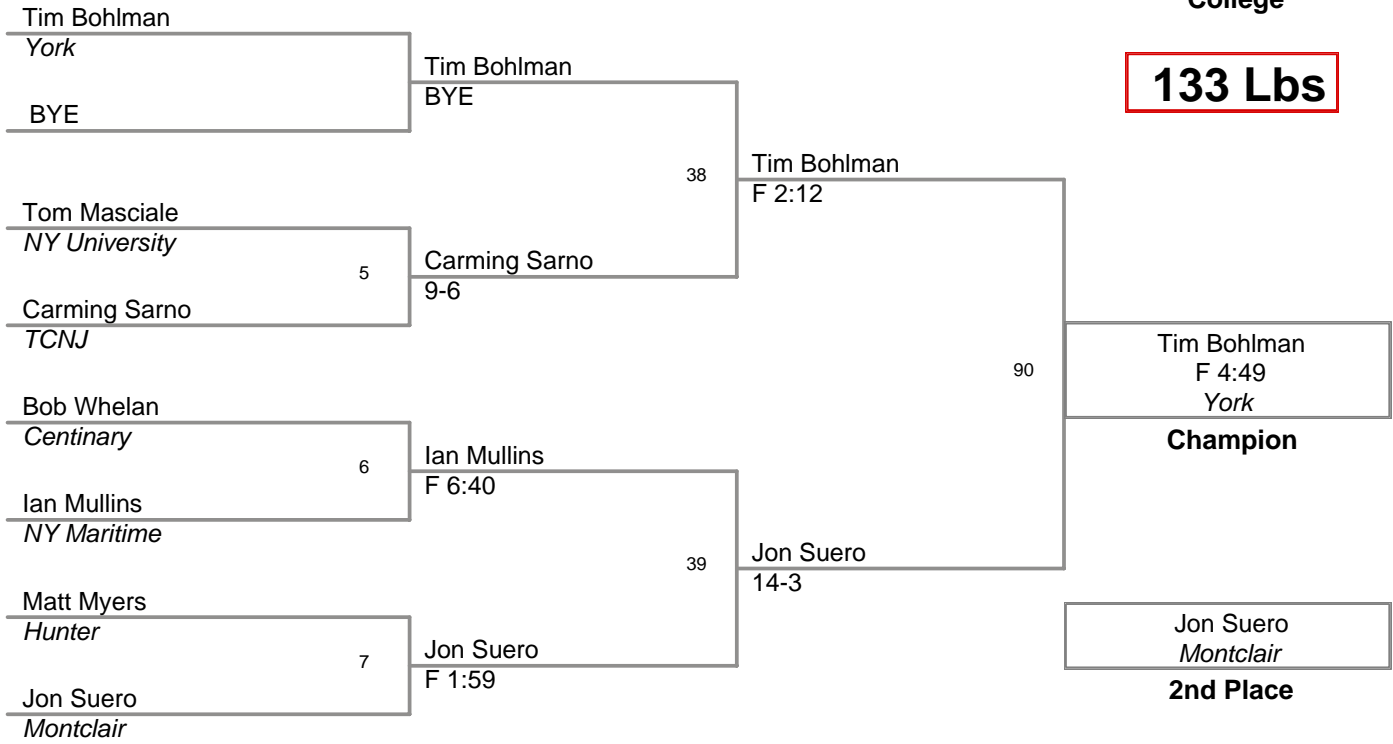 College
133 Lbs
Tim Bohlman
York
BYE
Tom Masciale
NY University
5
Carming Sarno
TCNJ
Bob Whelan
Centinary
6
Ian Mullins
NY Maritime
Matt Myers
Hunter
7
Jon Suero
Montclair
Tim Bohlman
BYE
38
Carming Sarno
9-6
Ian Mullins
F 6:40
39
Jon Suero
F 1:59
Tim Bohlman
F 2:12
90
Jon Suero
14-3
Tim Bohlman
F 4:49
York
Champion
Jon Suero
Montclair
2nd Place